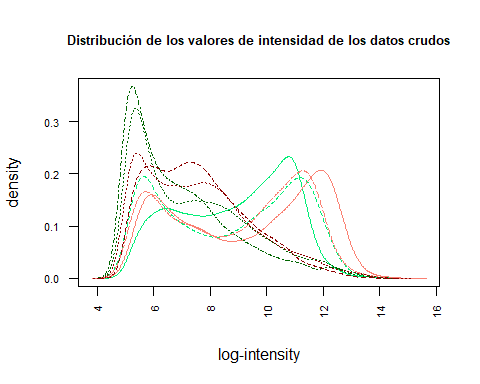 Distribución de los valores de intensidad de los datos crudos
density
0.3
0.2
0.1
0.0
4 6 8 10 12 14 16
log-intensity